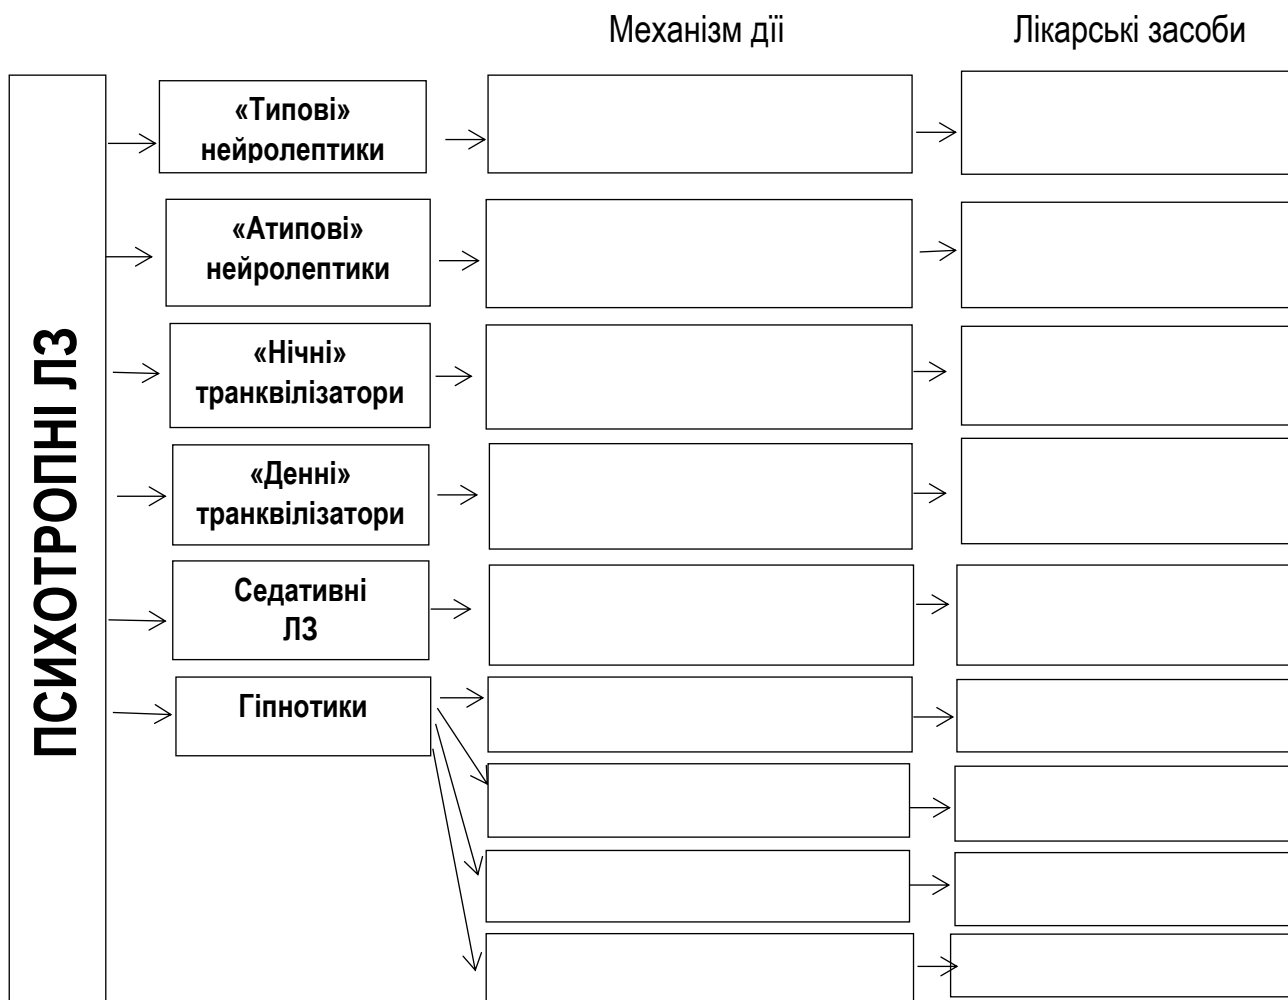 Механізм дії
Лікарські засоби
ПСИХОТРОПНІ ЛЗ
«Типові»
нейролептики
«Атипові»
нейролептики
«Нічні»
транквілізатори
«Денні»
транквілізатори
Седативні
ЛЗ
Гіпнотики